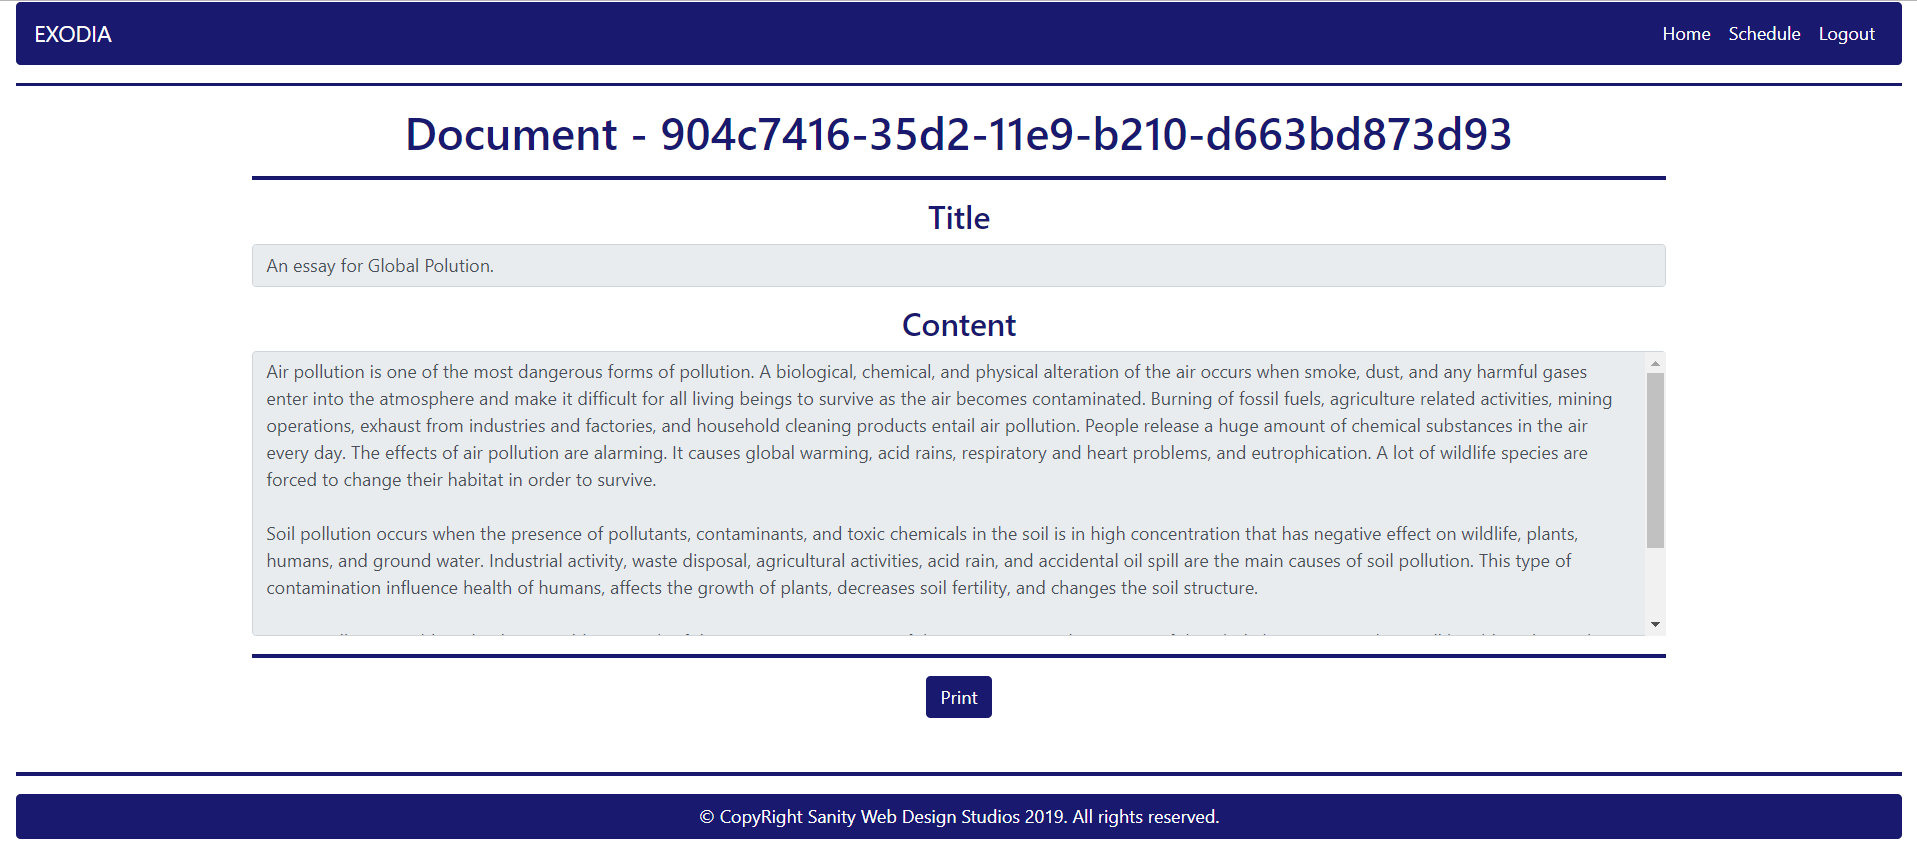 EXODIA
Home Schedule Logout
Document - 904c7416-35d2-11e9-b210-d663bd873d93
Title
An essay for Global Polution.
Content
Air pollution is one of the most dangerous forms of pollution. A biological, chemical, and physical alteration of the air occurs when smoke, dust, and any harmful gases
enter into the atmosphere and make it difficult for all living beings to survive as the air becomes contaminated. Burning of fossil fuels, agriculture related activities, mining
operations, exhaust from industries and factories, and household cleaning products entail air pollution. People release a huge amount of chemical substances in the air
every day. The effects of air pollution are alarming. It causes global warming, acid rains, respiratory and heart problems, and eutrophication. A lot of wildlife species are
forced to change their habitat in order to survive.
Soil pollution occurs when the presence of pollutants, contaminants, and toxic chemicals in the soil is in high concentration that has negative effect on wildlife, plants,
humans, and ground water. Industrial activity, waste disposal, agricultural activities, acid rain, and accidental oil spill are the main causes of soil pollution. This type of
contamination influence health of humans, affects the growth of plants, decreases soil fertility, and changes the soil structure.
Print
© CopyRight Sanity Web Design Studios 2019. All rights reserved.